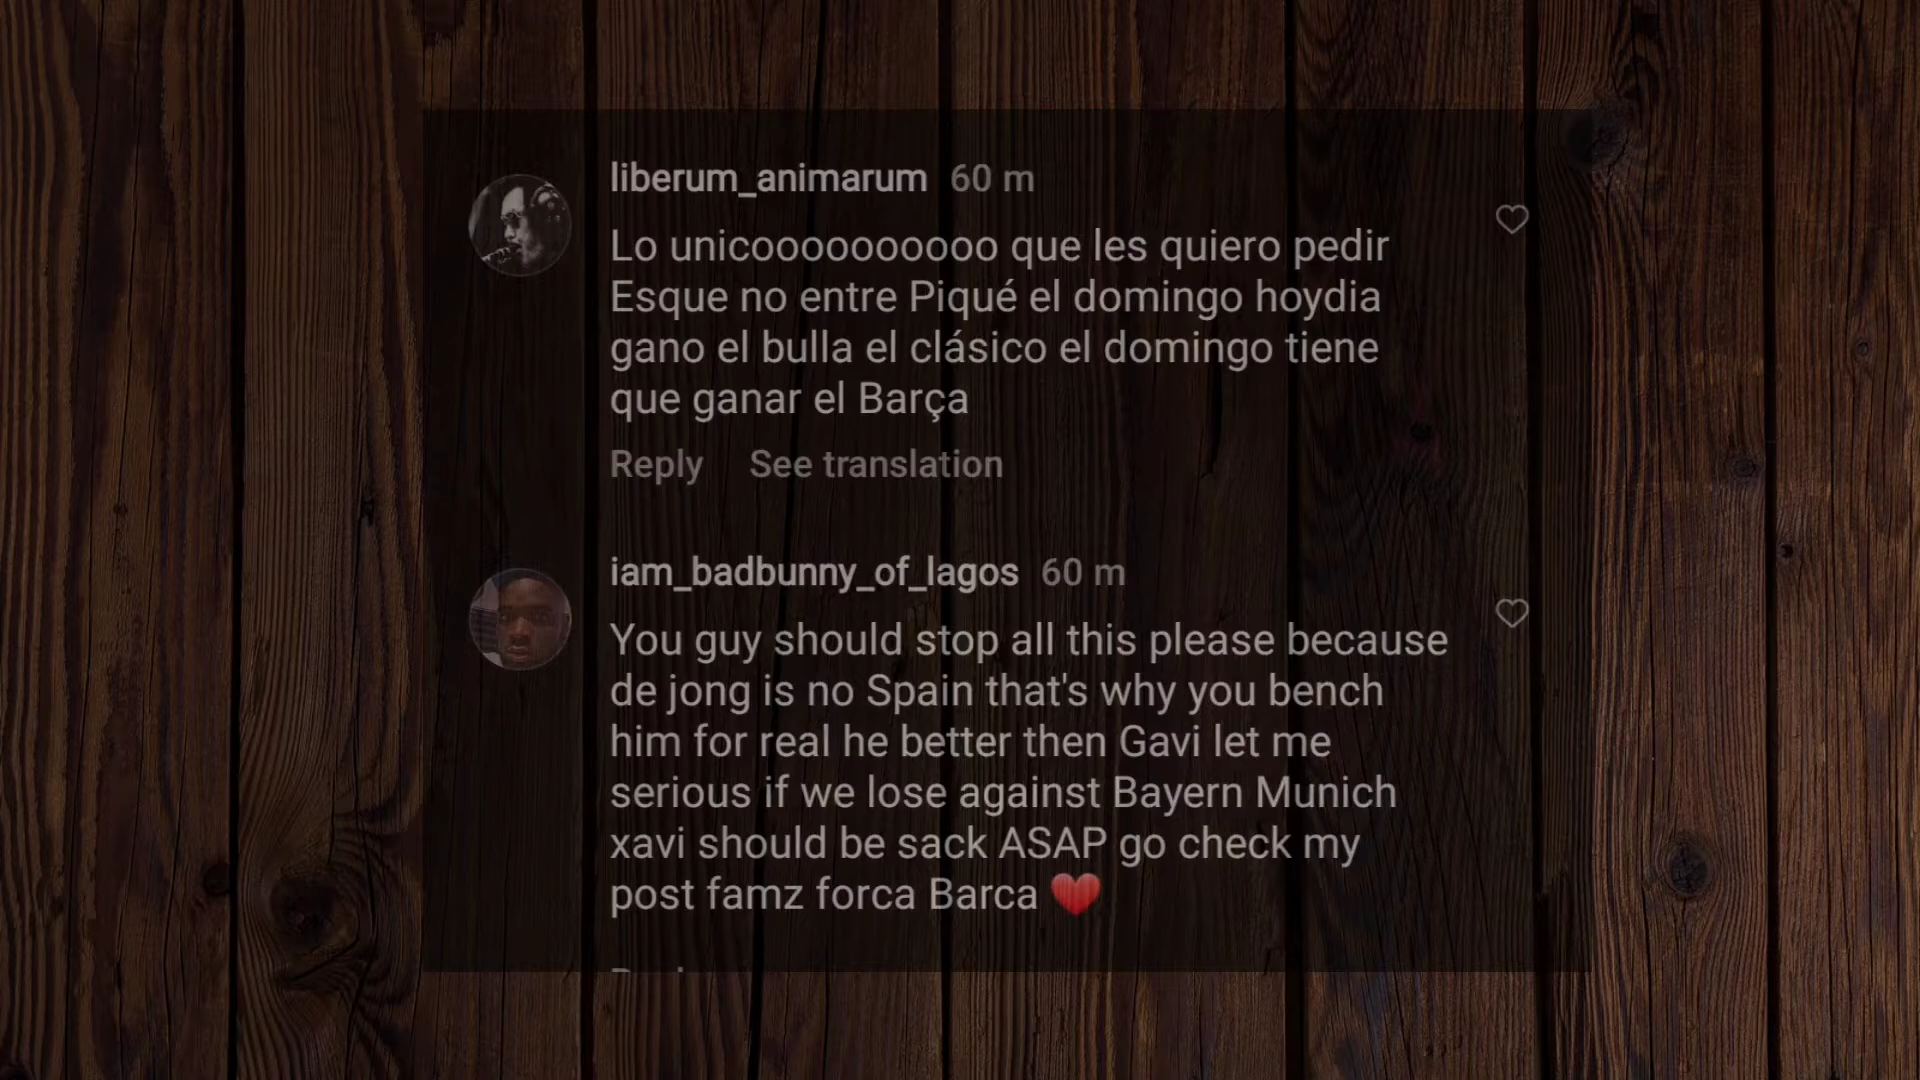 liberum_animarum 60 m
Lo unicoooooooooo que les quiero pedir
Esque no entre Piqué el domingo hoydia
gano el bulla el clásico el domingo tiene
que ganar el Barça
Reply See translation
iam_badbunny_of_lagos 60 m
You guy should stop all this please because
de jong is no Spain that's why you bench
him for real he better then Gavi let me
serious if we lose against Bayern Munich
xavi should be sack ASAP go check my
post famz forca Barca ❤️